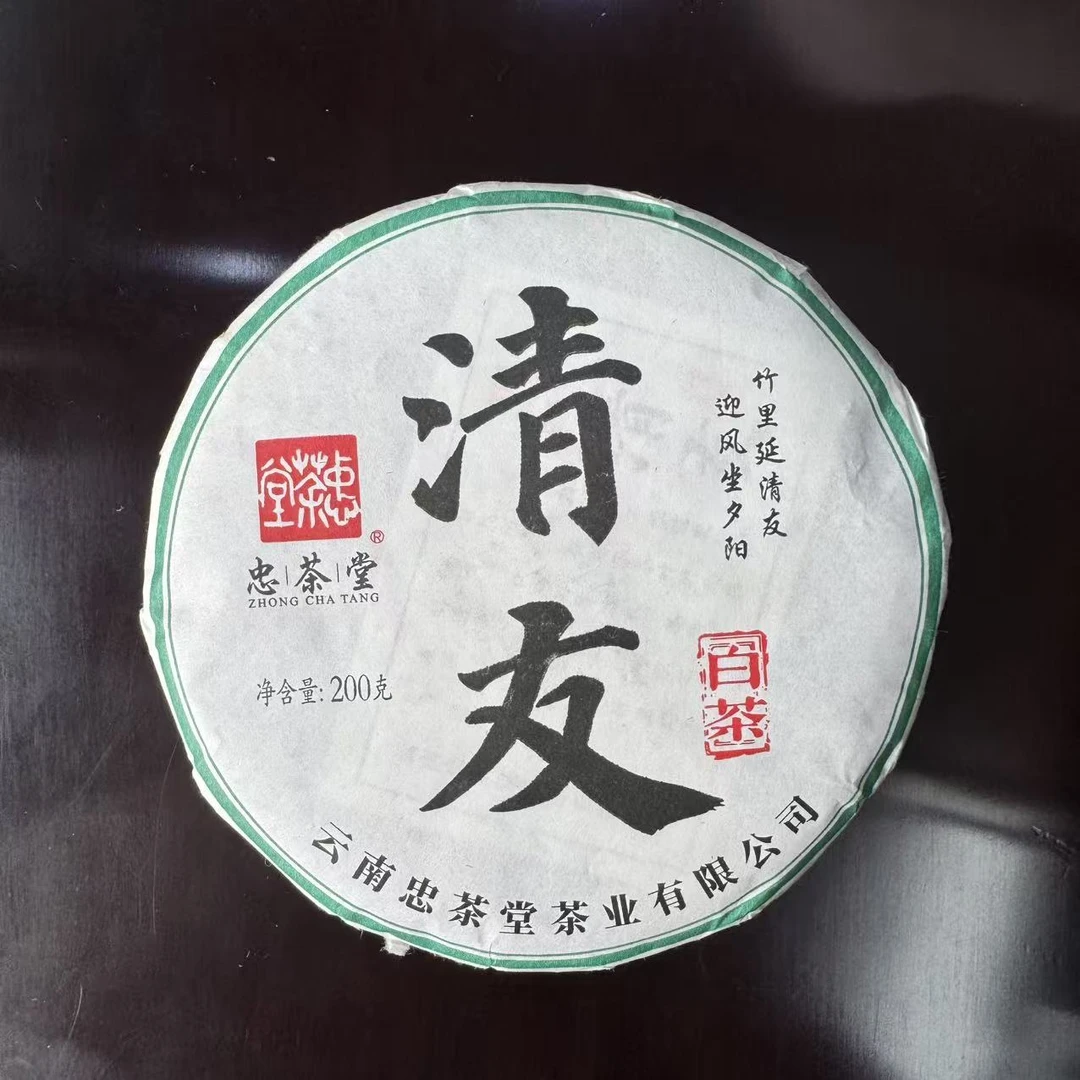 清友
竹里延清友
迎风坐夕阳
忠茶堂
®
忠|茶|堂
ZHONG CHA TANG
净含量: 200克
百茶
云南忠茶堂茶业有限公司